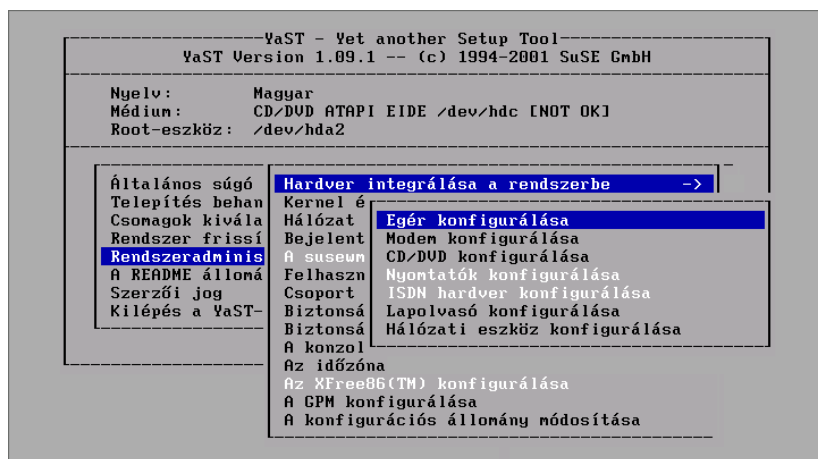 YaST - Yet another Setup Tool
YaST Version 1.09.1 -- (c) 1994-2001 SuSE GmbH
Nyelv: Magyar
Médium: CD/DVD ATAPI EIDE /dev/hdc [NOT OK]
Root-eszköz: /dev/hda2
Általános súgó
Telepítés behan
Csomagok kivála
Rendszer frissí
Rendszeradminis
A README állomá
Szerzői jog
Kilépés a YaST-
Hardver integrálása a rendszerbe ->
Kernel é
Hálózat
Bejelent
A susewm
Felhaszn
Csoport
Biztonsá
Biztonsá
A konzol
Az időzóna
Az XFree86(TM) konfigurálása
A GPM konfigurálása
A konfigurációs állomány módosítása
Egér konfigurálása
Modem konfigurálása
CD/DVD konfigurálása
Nyomtatók konfigurálása
ISDN hardver konfigurálása
Lapolvasó konfigurálása
Hálózati eszköz konfigurálása